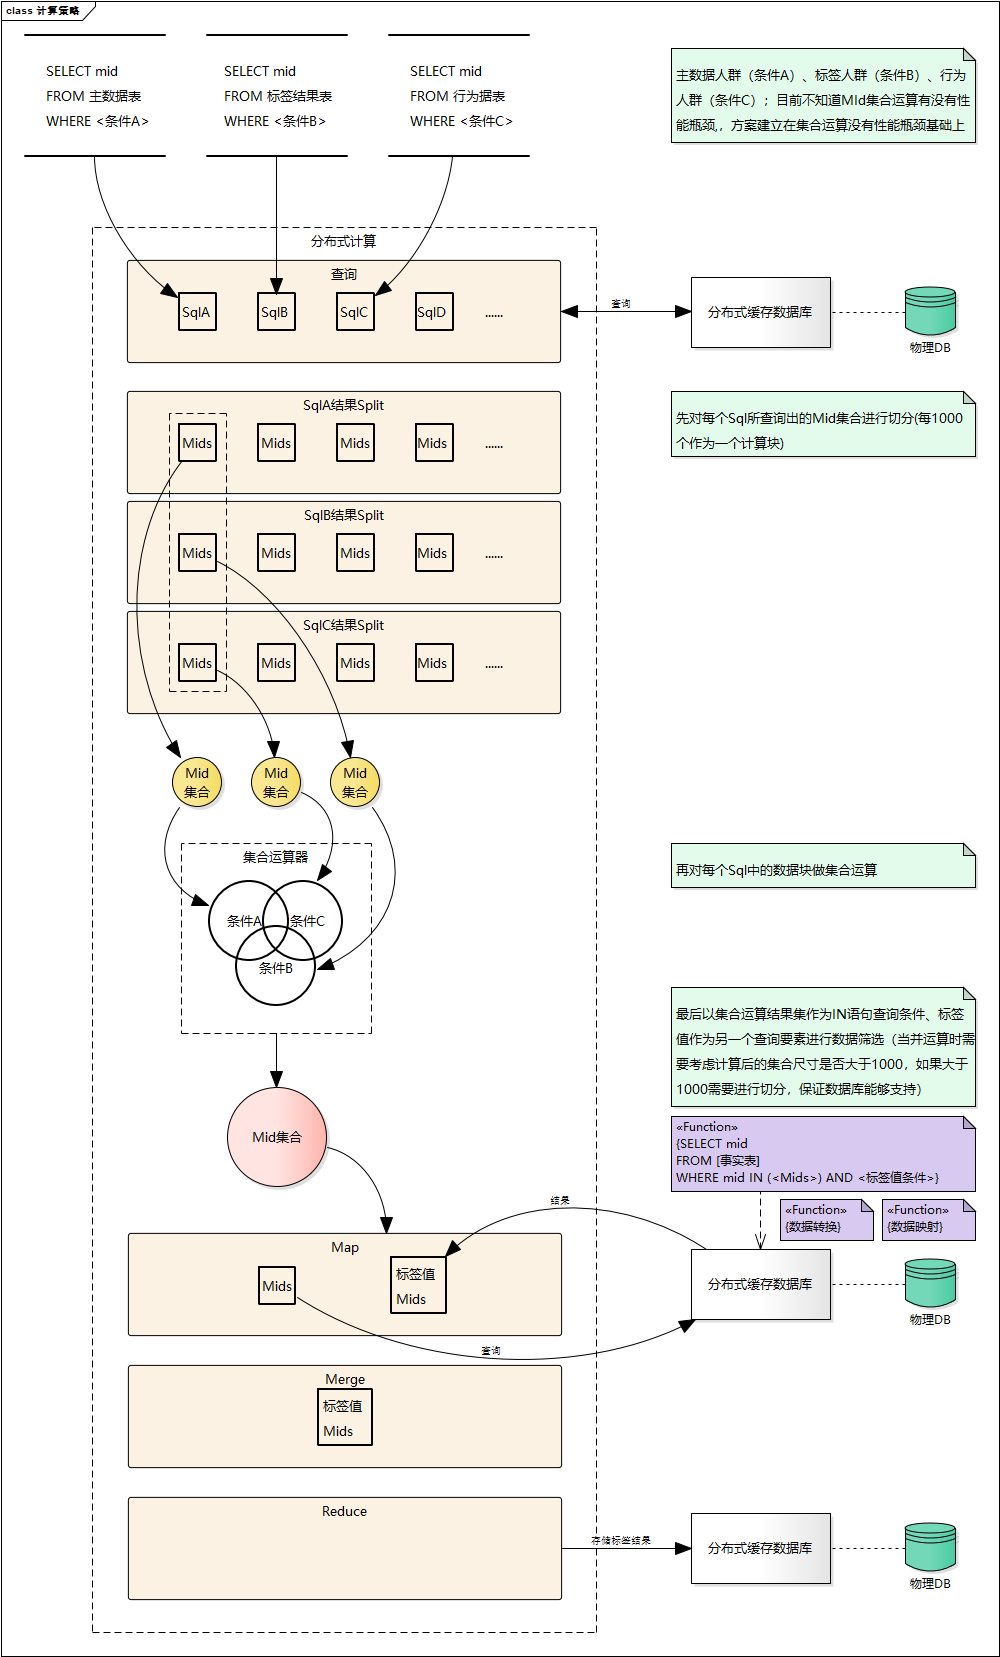 class 计算策略
SELECT mid
FROM 主数据表
WHERE <条件A>
SELECT mid
FROM 标签结果表
WHERE <条件B>
SELECT mid
FROM 行为据表
WHERE <条件C>
主数据人群（条件A）、标签人群（条件B）、行为
人群（条件C）；目前不知道MId集合运算有没有性
能瓶颈,，方案建立在集合运算没有性能瓶颈基础上
分布式计算
查询
SqlA
SqlB
SqlC
SqlD
......
查询
分布式缓存数据库
物理DB
SqlA结果Split
Mids
Mids
Mids
Mids
......
先对每个Sql所查询出的Mid集合进行切分(每1000
个作为一个计算块)
SqlB结果Split
Mids
Mids
Mids
Mids
......
SqlC结果Split
Mids
Mids
Mids
Mids
......
Mid
集合
Mid
集合
Mid
集合
集合运算器
条件A
条件C
条件B
再对每个Sql中的数据块做集合运算
最后以集合运算结果集作为IN语句查询条件、标签
值作为另一个查询要素进行数据筛选（当并运算时需
要考虑计算后的集合尺寸是否大于1000，如果大于
1000需要进行切分，保证数据库能够支持）
Mid集合
«Function»
{SELECT mid
FROM [事实表]
WHERE mid IN (<Mids>) AND <标签值条件>}
«Function»
{数据转换}
«Function»
{数据映射}
结果
Map
Mids
标签值
Mids
分布式缓存数据库
物理DB
查询
Merge
标签值
Mids
Reduce
存储标签结果
分布式缓存数据库
物理DB